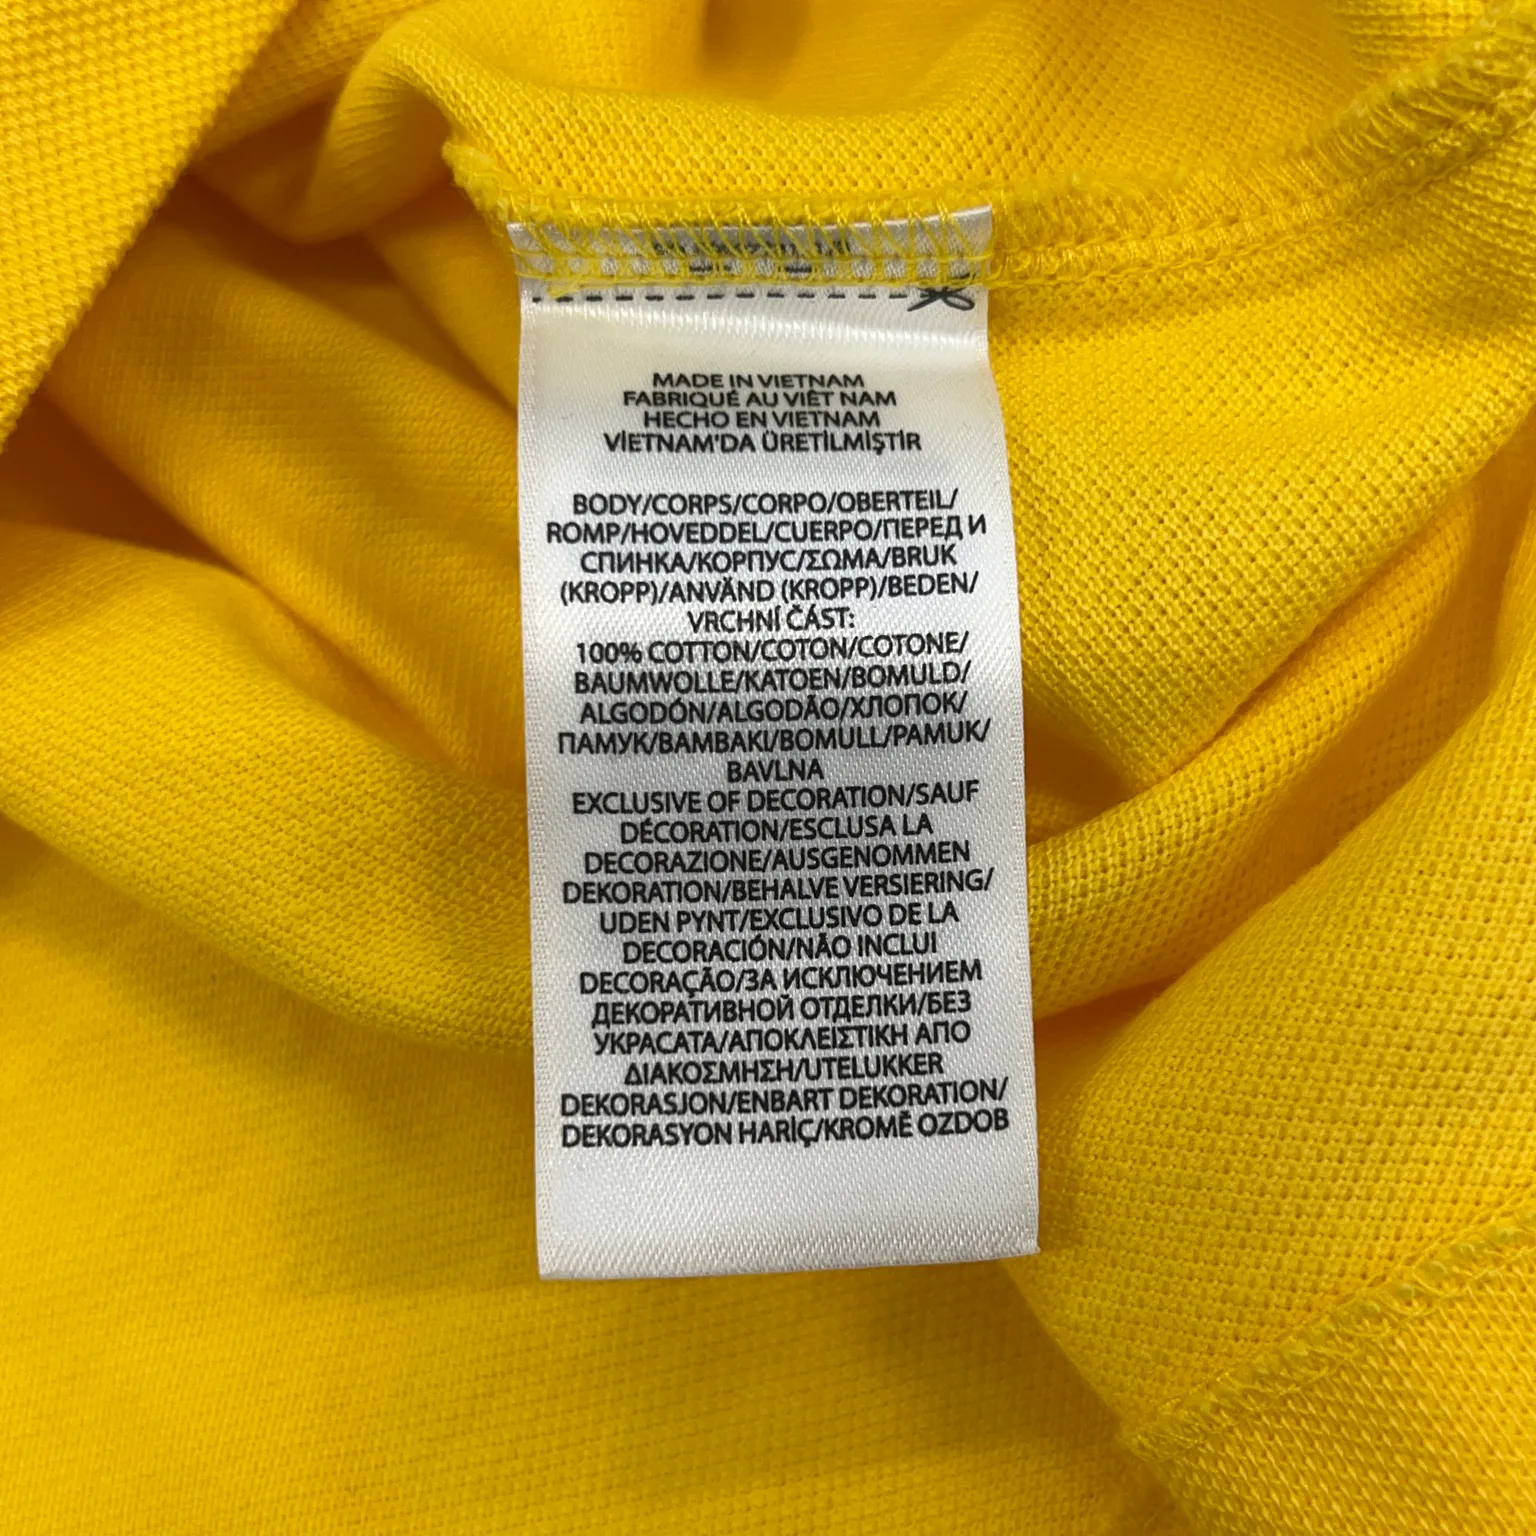 MADE IN VIETNAM
FABRIQUÉ AU VIÊT NAM
HECHO EN VIETNAM
VİETNAM'DA ÜRETİLMİŞTİR
BODY/CORPS/CORPO/OBERTEIL/
ROMP/HOVEDDEL/CUERPO/ПЕРЕД И
СПИНКА/КОРПУС/ΣΩΜΑ/BRUK
(KROPP)/ANVÄND (KROPP)/BEDEN/
VRCHNÍ ČÁST:
100% COTTON/COTON/COTONE/
BAUMWOLLE/KATOEN/BOMULD/
ALGODÓN/ALGODÃO/ХЛОПОК/
ПАМУК/ΒΑΜΒΑΚΙ/BOMULL/PAMUK/
BAVLNA
EXCLUSIVE OF DECORATION/SAUF
DÉCORATION/ESCLUSA LA
DECORAZIONE/AUSGENOMMEN
DEKORATION/BEHALVE VERSIERING/
UDEN PYNT/EXCLUSIVO DE LA
DECORACIÓN/NÃO INCLUI
DECORAÇÃO/ЗА ИСКЛЮЧЕНИЕМ
ДЕКОРАТИВНОЙ ОТДЕЛКИ/БЕЗ
УКРАСАТА/ΑΠΟΚΛΕΙΣΤΙΚΗ ΑΠΟ
ΔΙΑΚΟΣΜΗΣΗ/UTELUKKER
DEKORASJON/ENBART DEKORATION/
DEKORASYON HARİÇ/KROMĚ OZDOB